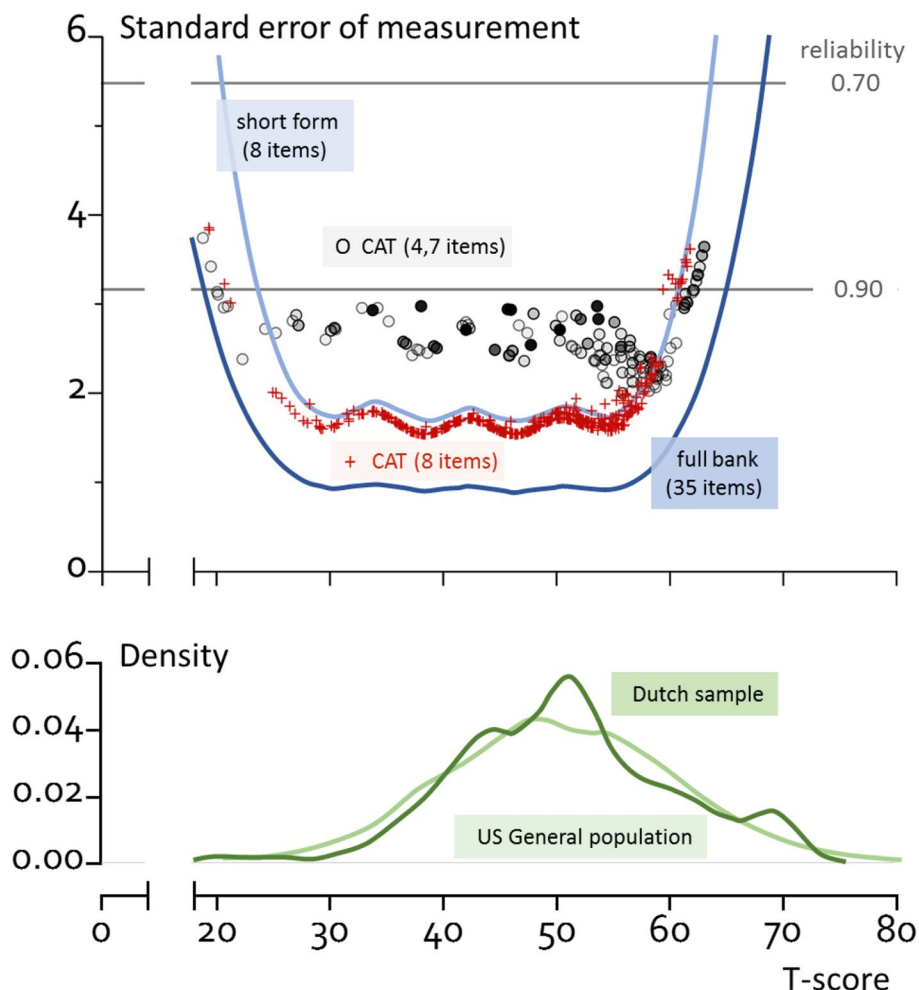 6
Standard error of measurement
reliability
0.70
short form
(8 items)
4
O CAT (4,7 items)
0.90
2
+ CAT (8 items)
full bank
(35 items)
0
0.06
Density
Dutch sample
0.04
0.02
US General population
0.00
0 20 30 40 50 60 70 80
T-score